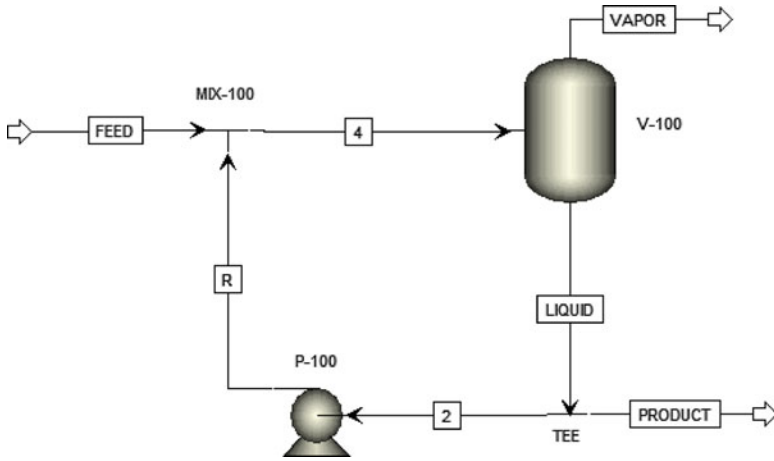 VAPOR
MIX-100
FEED
4
V-100
R
LIQUID
P-100
2
PRODUCT
TEE